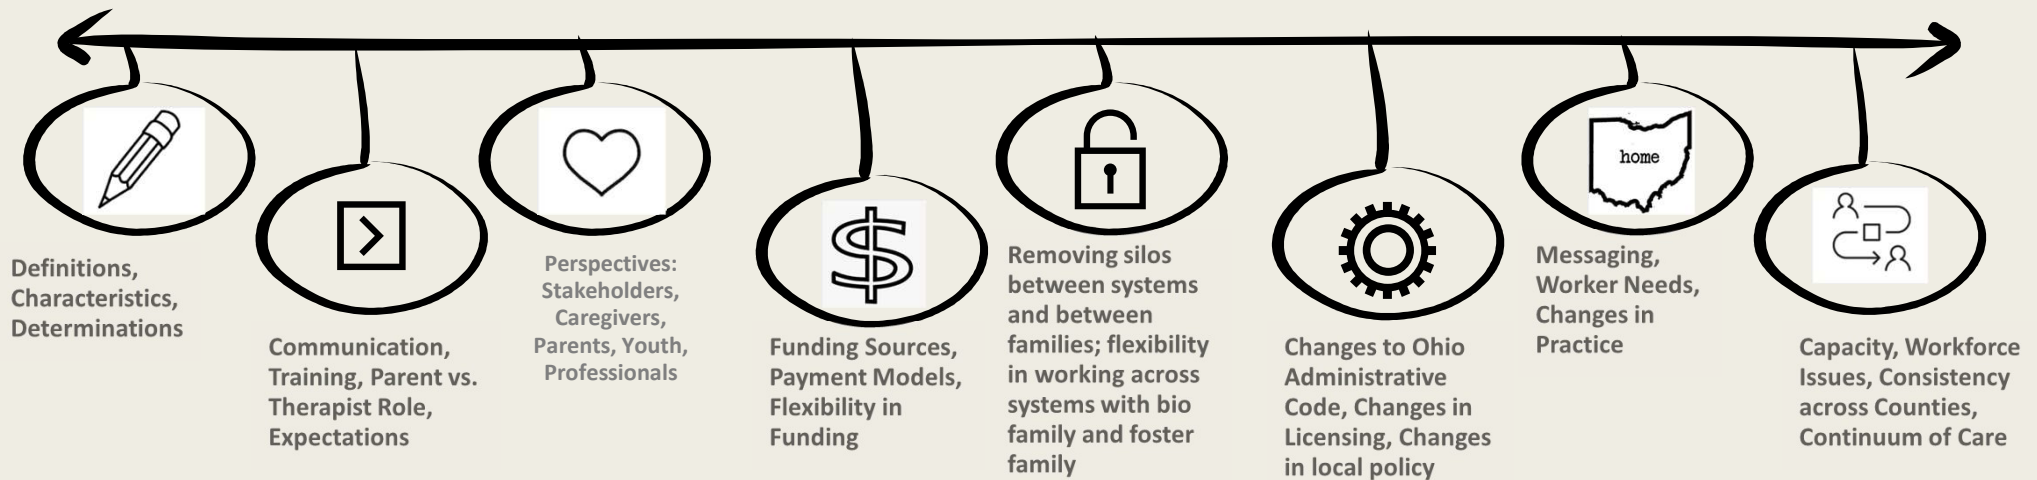 Definitions,
Characteristics,
Determinations
Communication,
Training, Parent vs.
Therapist Role,
Expectations
Perspectives:
Stakeholders,
Caregivers,
Parents, Youth,
Professionals
Funding Sources,
Payment Models,
Flexibility in
Funding
Removing silos
between systems
and between
families; flexibility
in working across
systems with bio
family and foster
family
Changes to Ohio
Administrative
Code, Changes in
Licensing, Changes
in local policy
home
Messaging,
Worker Needs,
Changes in
Practice
Capacity, Workforce
Issues, Consistency
across Counties,
Continuum of Care